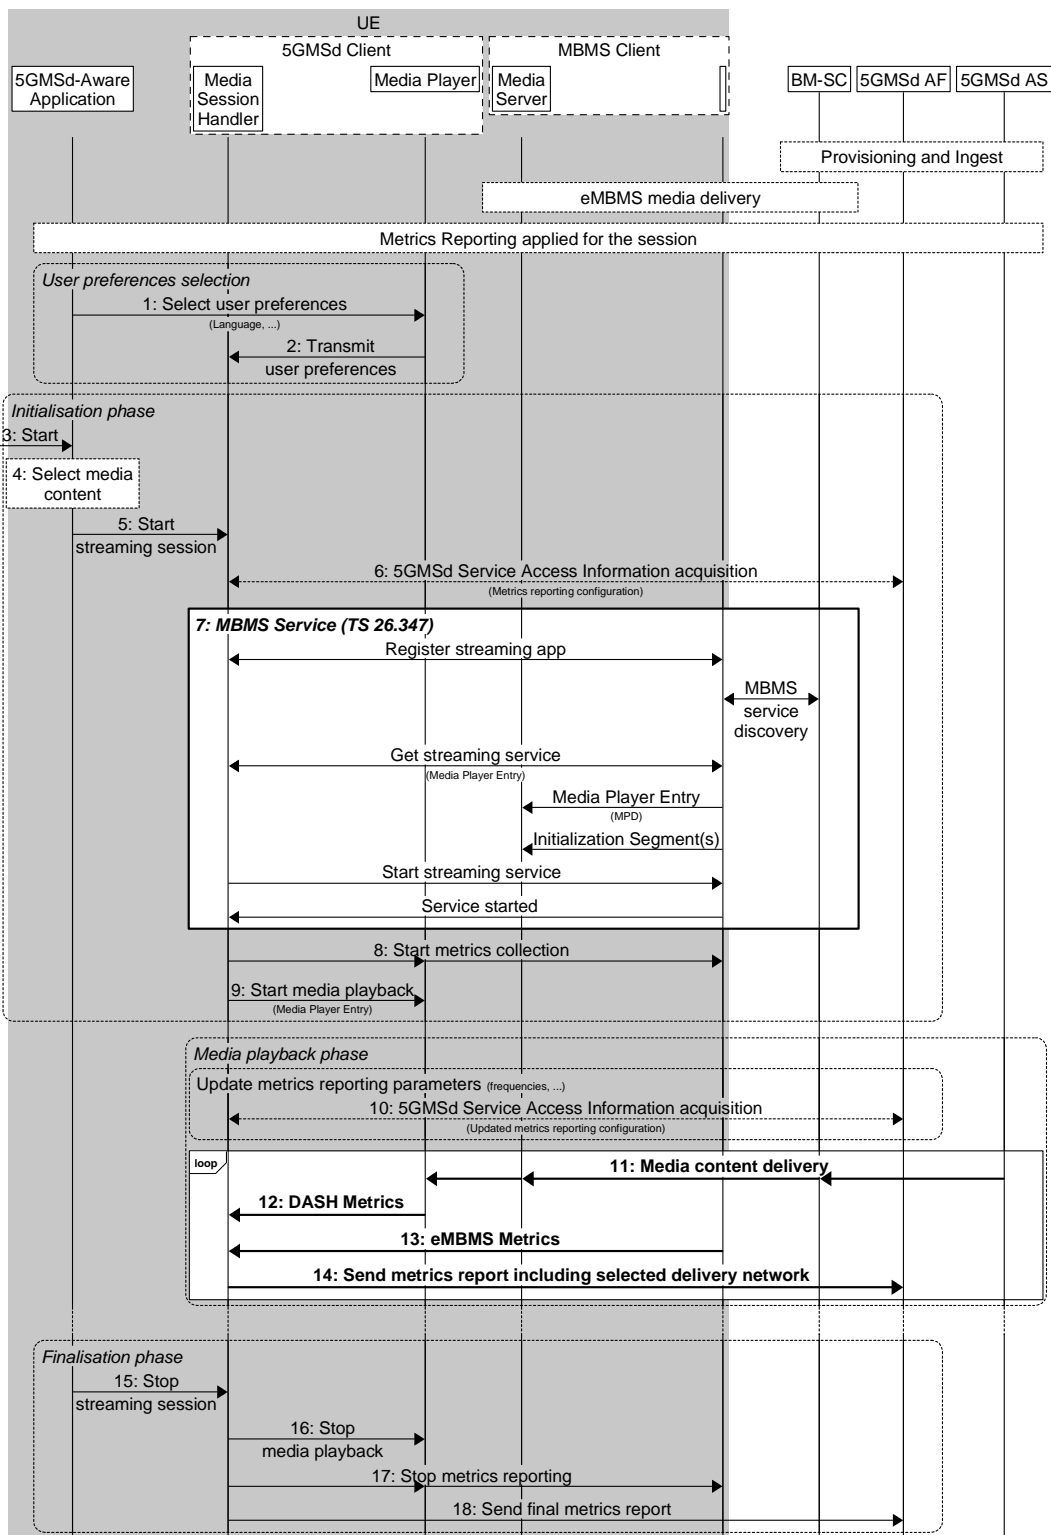 UE
5GMSd Client
MBMS Client
5GMSd-Aware
Application
Media
Session
Handler
Media Player
Media
Server
BM-SC
5GMSd AF
5GMSd AS
Provisioning and Ingest
eMBMS media delivery
Metrics Reporting applied for the session
User preferences selection
1: Select user preferences
(Language, ...)
2: Transmit
user preferences
Initialisation phase
3: Start
4: Select media
content
5: Start
streaming session
6: 5GMSd Service Access Information acquisition
(Metrics reporting configuration)
7: MBMS Service (TS 26.347)
Register streaming app
MBMS
service
discovery
Get streaming service
(Media Player Entry)
Media Player Entry
(MPD)
Initialization Segment(s)
Start streaming service
Service started
8: Start metrics collection
9: Start media playback
(Media Player Entry)
Media playback phase
Update metrics reporting parameters (frequencies, ...)
10: 5GMSd Service Access Information acquisition
(Updated metrics reporting configuration)
loop
11: Media content delivery
12: DASH Metrics
13: eMBMS Metrics
14: Send metrics report including selected delivery network
Finalisation phase
15: Stop
streaming session
16: Stop
media playback
17: Stop metrics reporting
18: Send final metrics report